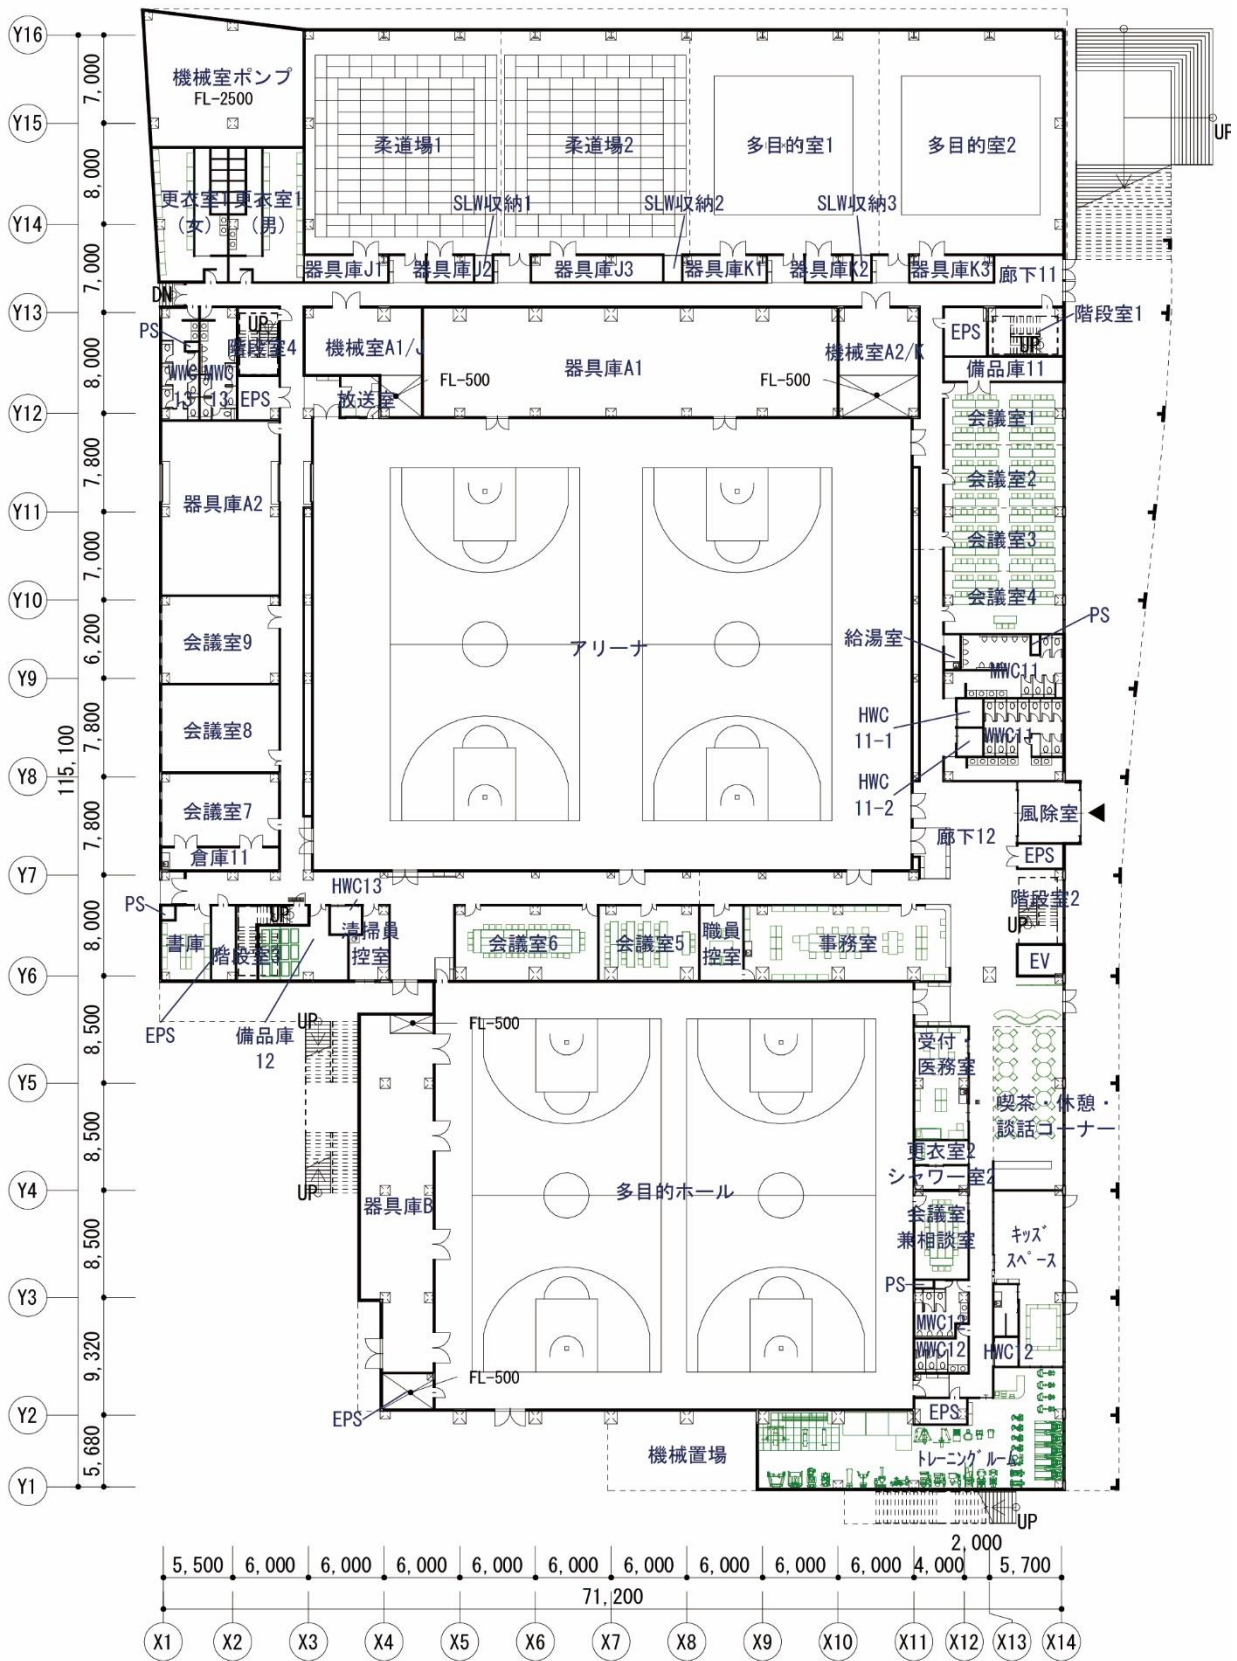 Y16
7,000
機械室ポンプ
FL-2500
Y15
柔道場1
柔道場2
多目的室1
多目的室2
UP
8,000
更衣室1
(女)
更衣室1
(男)
SLW収納1
SLW収納2
SLW収納3
Y14
7,000
器具庫J1
器具庫J2
器具庫J3
器具庫K1
器具庫K2
器具庫K3
廊下11
DN
Y13
PS
UP
階段室4
機械室A1/J
器具庫A1
機械室A2/K
EPS
階段室1
UP
8,000
WWC
13
MWC
13
EPS
放送室
FL-500
FL-500
備品庫11
Y12
会議室1
7,800
会議室2
器具庫A2
Y11
会議室3
7,000
会議室4
Y10
PS
6,200
会議室9
アリーナ
給湯室
MWC11
Y9
115,100
7,800
会議室8
HWC
11-1
WWC11
HWC
11-2
Y8
会議室7
風除室
7,800
倉庫11
廊下12
EPS
Y7
HWC13
階段室2
PS
UP
UP
8,000
書庫
階段室3
清掃員
控室
会議室6
会議室5
職員
控室
事務室
EV
Y6
EPS
備品庫
12
UP
FL-500
8,500
受付・
医務室
Y5
喫茶・休憩・
談話コーナー
8,500
更衣室2
シャワー室2
Y4
UP
器具庫B
多目的ホール
会議室
兼相談室
キッズ
スペース
8,500
PS
Y3
MWC12
9,320
WWC12
HWC12
FL-500
EPS
EPS
Y2
5,680
機械置場
トレーニングルーム
Y1
UP
2,000
5,500
6,000
6,000
6,000
6,000
6,000
6,000
6,000
6,000
6,000
4,000
5,700
71,200
X1
X2
X3
X4
X5
X6
X7
X8
X9
X10
X11
X12
X13
X14